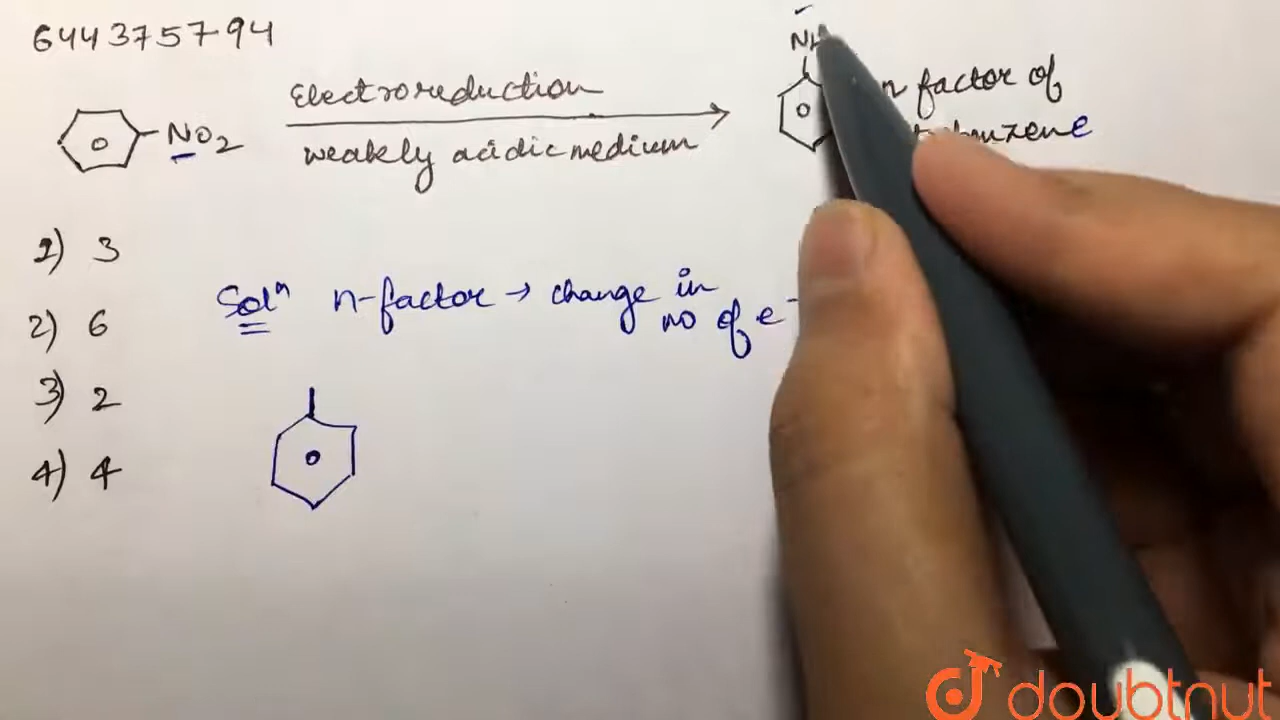 6443757794
NO2
Electroreduction
weakly acidic medium
n factor of
1) 3
2) 6
3) 2
4) 4
Solⁿ n-factor → change in
no of e⁻
doubtnut